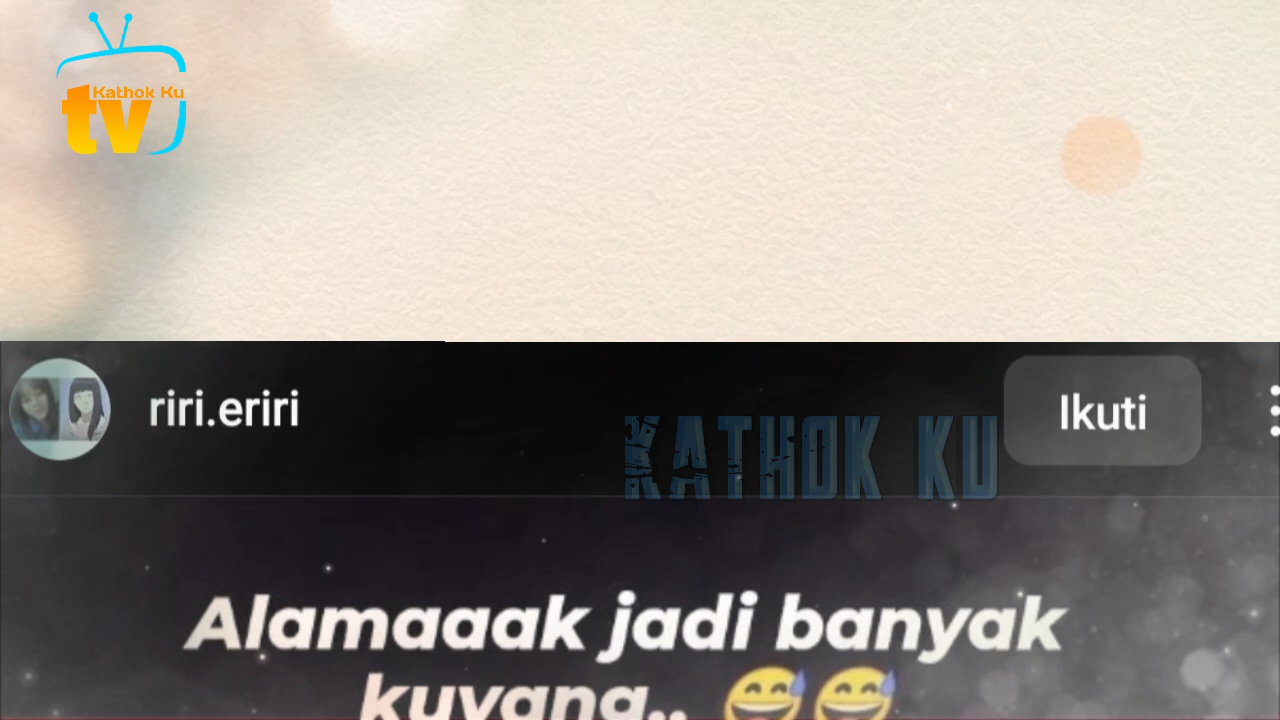 Kathok Ku
tv
riri.eriri
Ikuti
KATHOK KU
Alamaaak jadi banyak
kuyang.. 😅😅